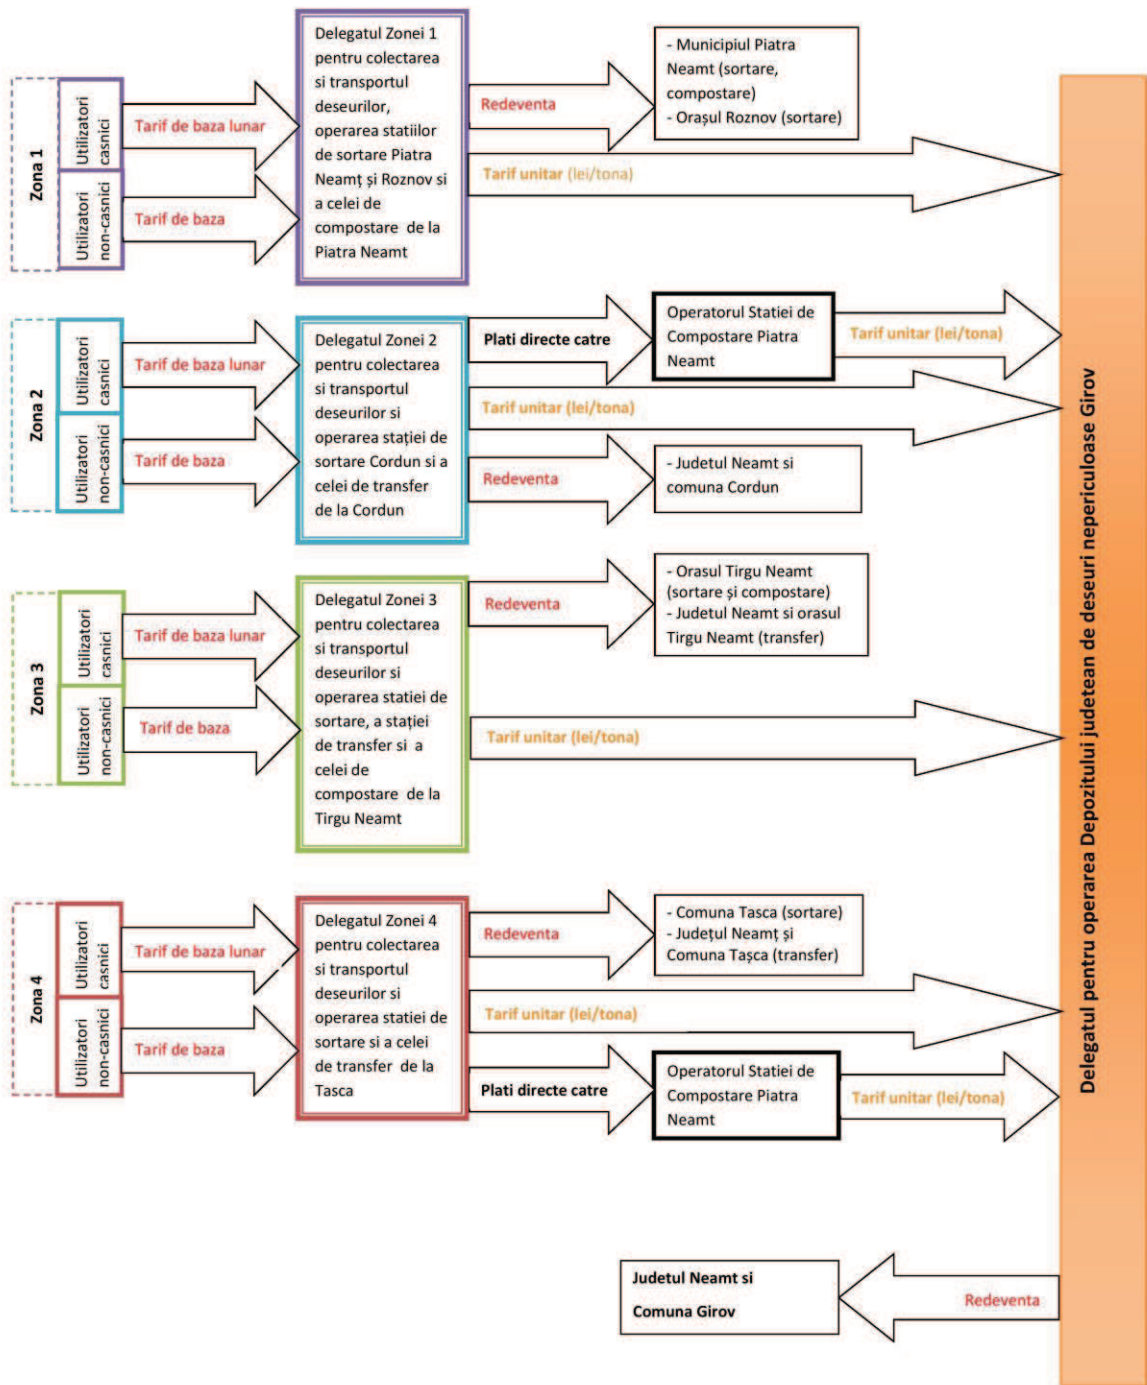 Zona 1
Utilizatori
casnici
Utilizatori
non-casnici
Tarif de baza lunar
Tarif de baza
Delegatul Zonei 1
pentru colectarea
si transportul
deseurilor,
operarea statiilor
de sortare Piatra
Neamț și Roznov si
a celei de
compostare de la
Piatra Neamt
Redeventa
- Municipiul Piatra
Neamt (sortare,
compostare)
- Orașul Roznov (sortare)
Tarif unitar (lei/tona)
Zona 2
Utilizatori
casnici
Utilizatori
non-casnici
Tarif de baza lunar
Tarif de baza
Delegatul Zonei 2
pentru colectarea
si transportul
deseurilor si
operarea stației de
sortare Cordun si a
celei de transfer
de la Cordun
Plati directe catre
Operatorul Statiei de
Compostare Piatra
Neamt
Tarif unitar (lei/tona)
Tarif unitar (lei/tona)
Redeventa
- Judetul Neamt si
comuna Cordun
Zona 3
Utilizatori
casnici
Utilizatori
non-casnici
Tarif de baza lunar
Tarif de baza
Delegatul Zonei 3
pentru colectarea
si transportul
deseurilor si
operarea statiei de
sortare, a stației
de transfer si a
celei de
compostare de la
Tirgu Neamt
Redeventa
- Orasul Tirgu Neamt
(sortare și compostare)
- Judetul Neamt si orasul
Tirgu Neamt (transfer)
Tarif unitar (lei/tona)
Zona 4
Utilizatori
casnici
Utilizatori
non-casnici
Tarif de baza lunar
Tarif de baza
Delegatul Zonei 4
pentru colectarea
si transportul
deseurilor si
operarea statiei de
sortare si a celei
de transfer de la
Tasca
Redeventa
- Comuna Tasca (sortare)
- Județul Neamț și
Comuna Tașca (transfer)
Tarif unitar (lei/tona)
Plati directe catre
Operatorul Statiei de
Compostare Piatra
Neamt
Tarif unitar (lei/tona)
Delegatul pentru operarea Depozitului judetean de deseuri nepericuloase Girov
Judetul Neamt si
Comuna Girov
Redeventa